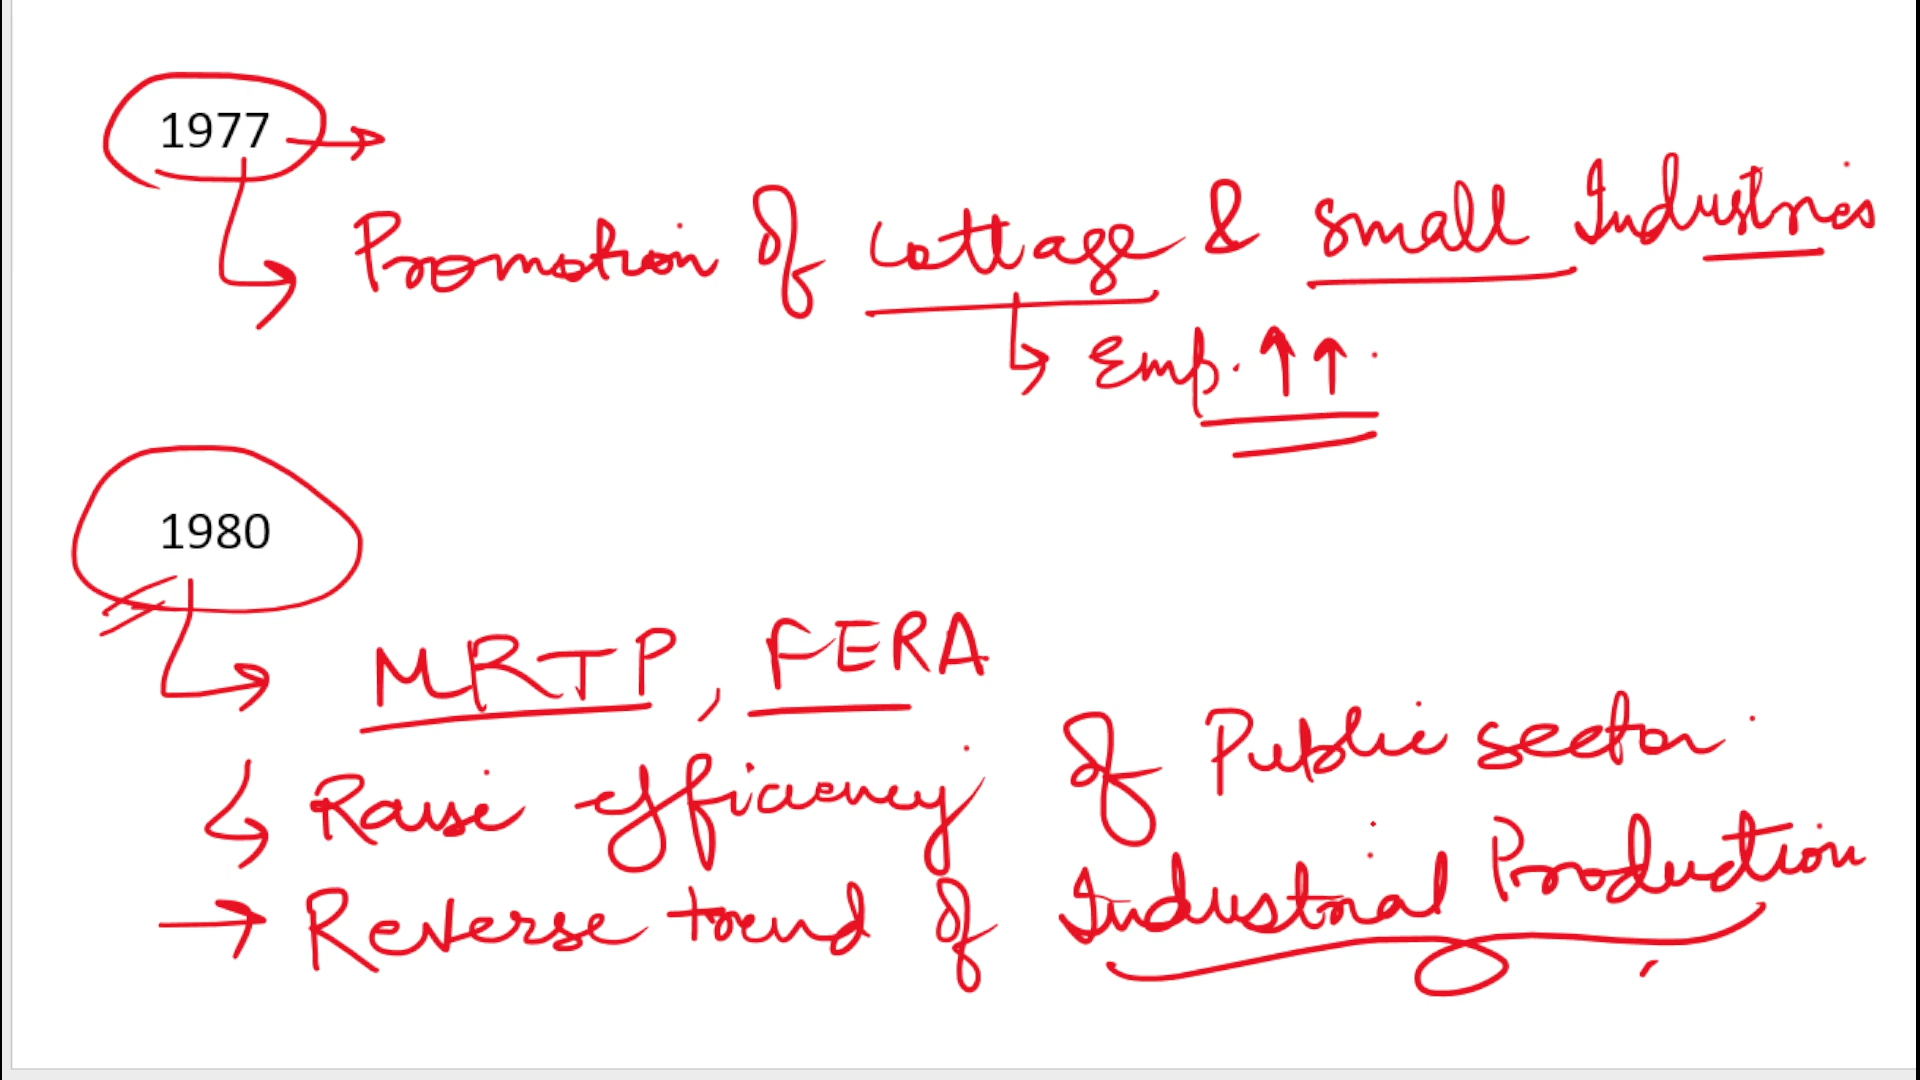 1977 →
Promotion of cottage & small Industries
Emp. ↑↑
1980
MRTP, FERA
Raise efficiency of Public sector
→ Reverse trend of Industrial Production